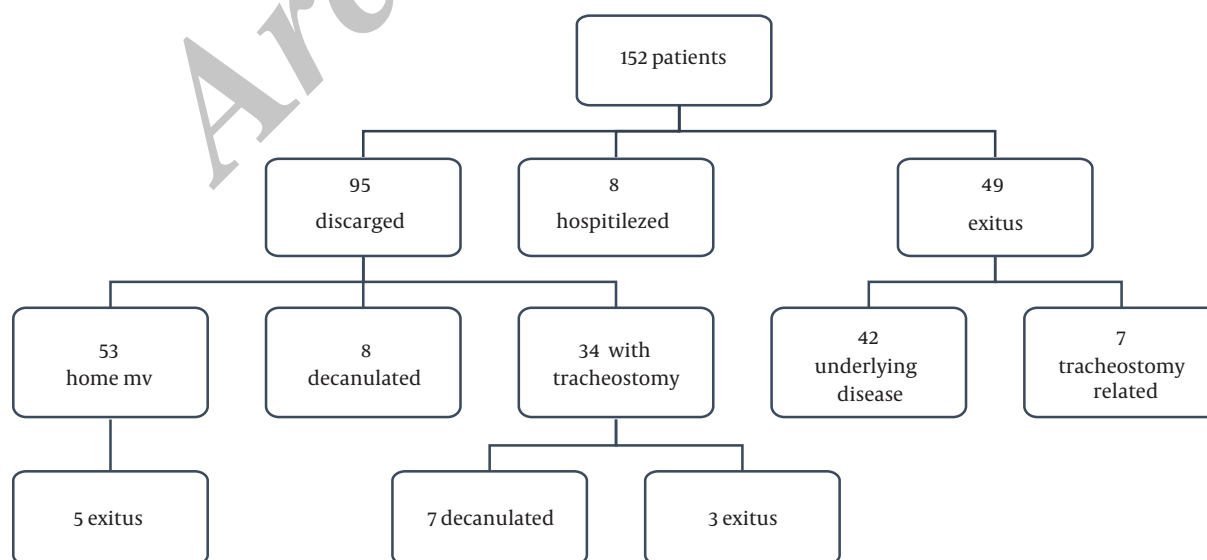 152 patients
95
discarged
8
hospitilezed
49
exitus
53
home mv
8
decanulated
34 with
tracheostomy
42
underlying
disease
7
tracheostomy
related
5 exitus
7 decanulated
3 exitus